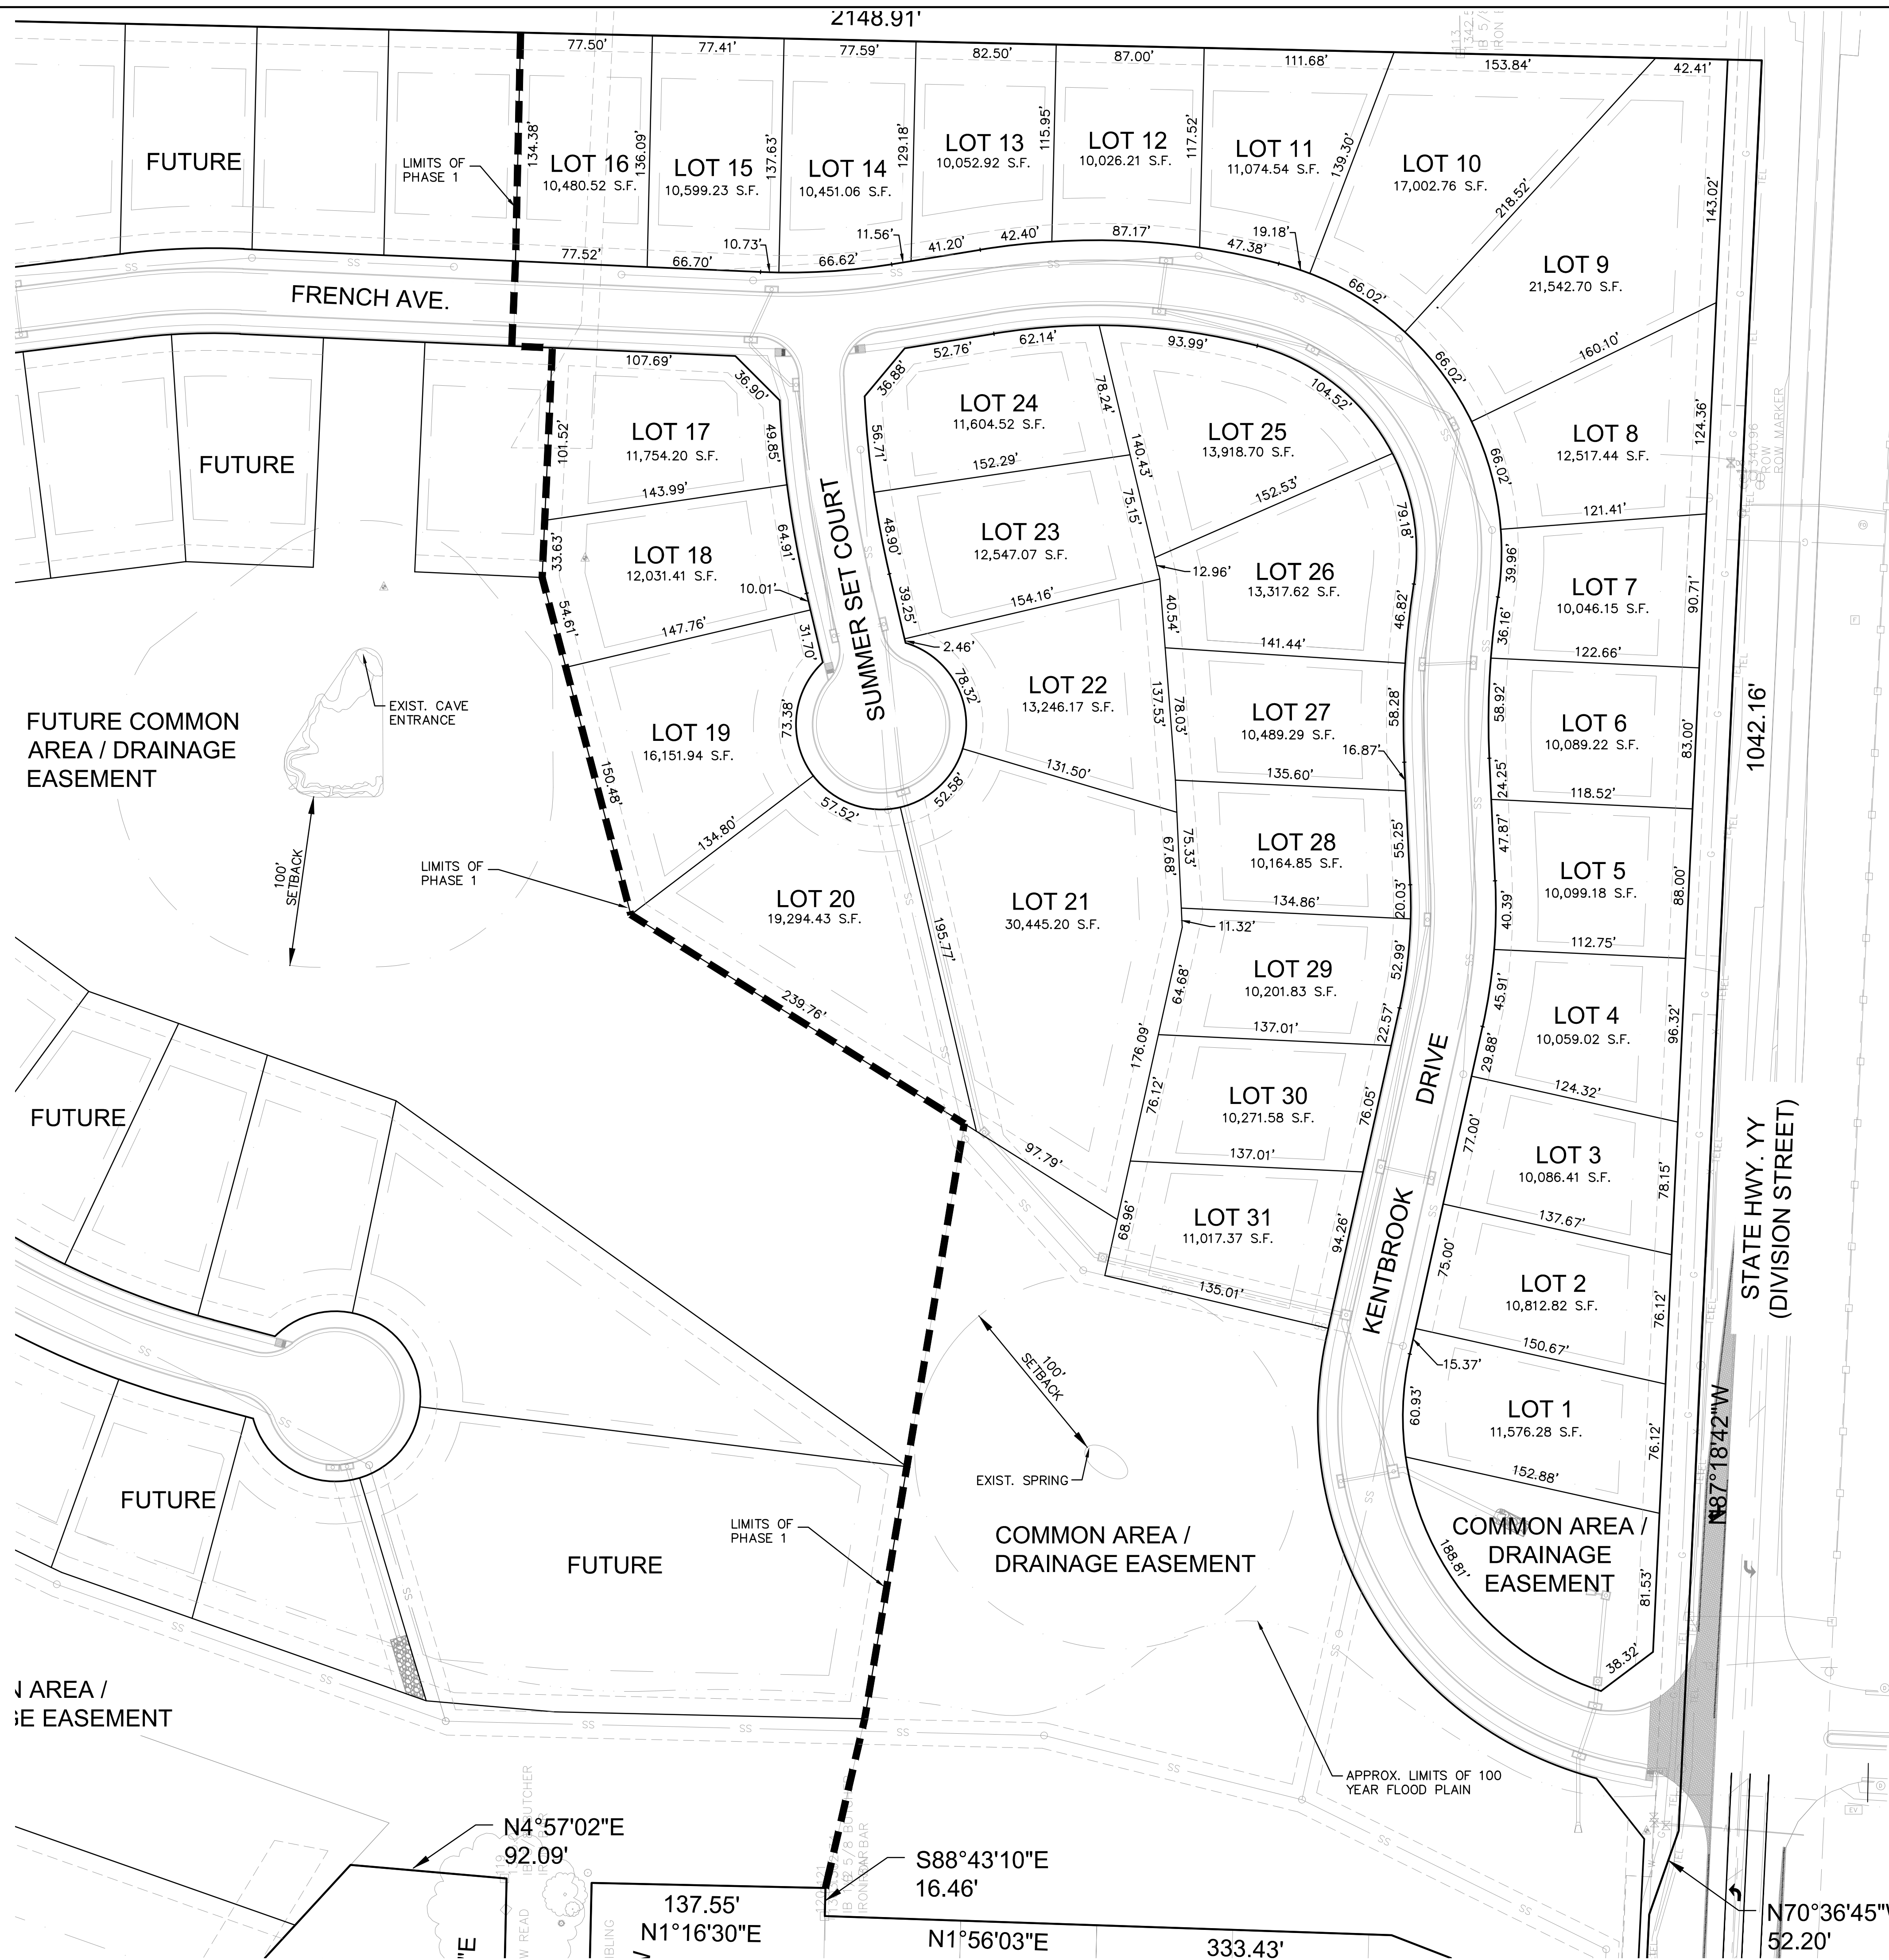 2148.91'
77.50'
77.41'
77.59'
82.50'
87.00'
111.68'
153.84'
42.41'
FUTURE
LIMITS OF
PHASE 1
134.38'
LOT 16
10,480.52 S.F.
136.09'
LOT 15
10,599.23 S.F.
137.63'
LOT 14
10,451.06 S.F.
129.18'
LOT 13
10,052.92 S.F.
115.95'
LOT 12
10,026.21 S.F.
117.52'
LOT 11
11,074.54 S.F.
139.30'
LOT 10
17,002.76 S.F.
218.52'
143.02'
LOT 9
21,542.70 S.F.
77.52'
66.70'
10.73'
66.62'
11.56'
41.20'
42.40'
87.17'
47.38'
19.18'
66.02'
66.02'
160.10'
FRENCH AVE.
107.69'
36.90'
36.88'
52.76'
62.14'
93.99'
104.52'
FUTURE
101.52'
LOT 17
11,754.20 S.F.
49.85'
143.99'
56.71'
LOT 24
11,604.52 S.F.
152.29'
78.24'
140.43'
LOT 25
13,918.70 S.F.
152.53'
66.02'
LOT 8
12,517.44 S.F.
124.36'
121.41'
ROW MARKER
33.63'
LOT 18
12,031.41 S.F.
64.91'
10.01'
147.76'
31.70'
54.61'
SUMMER SET COURT
48.90'
39.25'
LOT 23
12,547.07 S.F.
154.16'
75.15'
12.96'
2.46'
79.18'
LOT 26
13,317.62 S.F.
141.44'
40.54'
46.82'
39.96'
36.16'
LOT 7
10,046.15 S.F.
90.71'
122.66'
FUTURE COMMON
AREA / DRAINAGE
EASEMENT
EXIST. CAVE
ENTRANCE
100'
SETBACK
LOT 19
16,151.94 S.F.
73.38'
150.48'
134.80'
78.32'
LOT 22
13,246.17 S.F.
131.50'
52.58'
57.52'
137.53'
78.03'
LOT 27
10,489.29 S.F.
58.28'
16.87'
135.60'
58.92'
24.25'
LOT 6
10,089.22 S.F.
83.00'
118.52'
1042.16'
LIMITS OF
PHASE 1
LOT 20
19,294.43 S.F.
195.77'
239.76'
LOT 21
30,445.20 S.F.
67.68'
75.33'
LOT 28
10,164.85 S.F.
55.25'
20.03'
134.86'
11.32'
47.87'
40.39'
LOT 5
10,099.18 S.F.
88.00'
112.75'
64.68'
LOT 29
10,201.83 S.F.
52.99'
22.57'
137.01'
45.91'
29.88'
LOT 4
10,059.02 S.F.
96.32'
124.32'
176.09'
76.12'
LOT 30
10,271.58 S.F.
76.05'
137.01'
97.79'
KENTBROOK
DRIVE
77.00'
LOT 3
10,086.41 S.F.
78.15'
137.67'
STATE HWY. YY
(DIVISION STREET)
FUTURE
68.96'
LOT 31
11,017.37 S.F.
94.26'
135.01'
75.00'
LOT 2
10,812.82 S.F.
76.12'
150.67'
15.37'
60.93'
LOT 1
11,576.28 S.F.
76.12'
152.88'
N87°18'42"W
100'
SETBACK
EXIST. SPRING
FUTURE
LIMITS OF
PHASE 1
FUTURE
COMMON AREA /
DRAINAGE EASEMENT
COMMON AREA /
DRAINAGE
EASEMENT
188.81'
81.53'
38.32'
N AREA /
GE EASEMENT
APPROX. LIMITS OF 100
YEAR FLOOD PLAIN
N4°57'02"E
92.09'
137.55'
N1°16'30"E
S88°43'10"E
16.46'
N1°56'03"E
333.43'
N70°36'45"W
52.20'